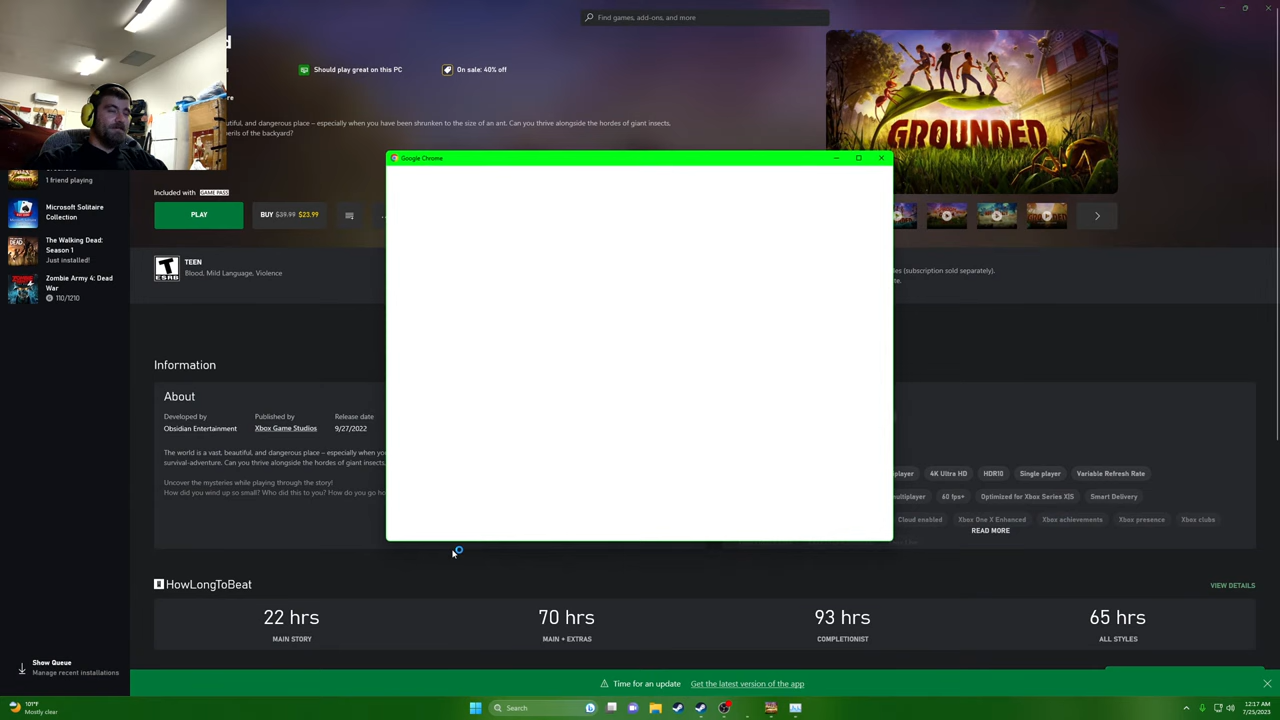 Find games, add-ons, and more
d
s
Should play great on this PC
On sale: 40% off
re
utiful, and dangerous place – especially when you have been shrunken to the size of an ant. Can you thrive alongside the hordes of giant insects,
perils of the backyard?
GROUNDED
Google Chrome
1 friend playing
Included with GAME PASS
PLAY
BUY $39.99 $23.99
Microsoft Solitaire
Collection
The Walking Dead:
Season 1
Just installed!
Zombie Army 4: Dead
War
110/1210
TEEN
Blood, Mild Language, Violence
ESRB
les (subscription sold separately).
te.
Information
About
Developed by
Published by
Release date
Obsidian Entertainment
Xbox Game Studios
9/27/2022
The world is a vast, beautiful, and dangerous place – especially when yo
survival-adventure. Can you thrive alongside the hordes of giant insects,
Uncover the mysteries while playing through the story!
How did you wind up so small? Who did this to you? How do you go ho
player
4K Ultra HD
HDR10
Single player
Variable Refresh Rate
ultiplayer
60 fps+
Optimized for Xbox Series X|S
Smart Delivery
Cloud enabled
Xbox One X Enhanced
Xbox achievements
Xbox presence
Xbox clubs
READ MORE
HowLongToBeat
VIEW DETAILS
22 hrs
70 hrs
93 hrs
65 hrs
MAIN STORY
MAIN + EXTRAS
COMPLETIONIST
ALL STYLES
Show Queue
Manage recent installations
Time for an update
Get the latest version of the app
101°F
Mostly clear
Search
12:17 AM
7/25/2023